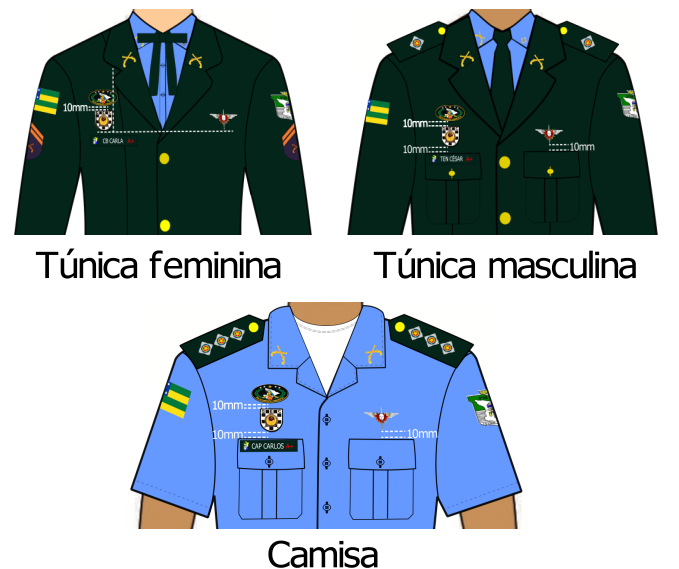 10mm
CB CARLA A+
10mm
10mm
TEN CÉSAR A+
10mm
Túnica feminina
Túnica masculina
10mm
10mm
CAP CARLOS A+
10mm
Camisa